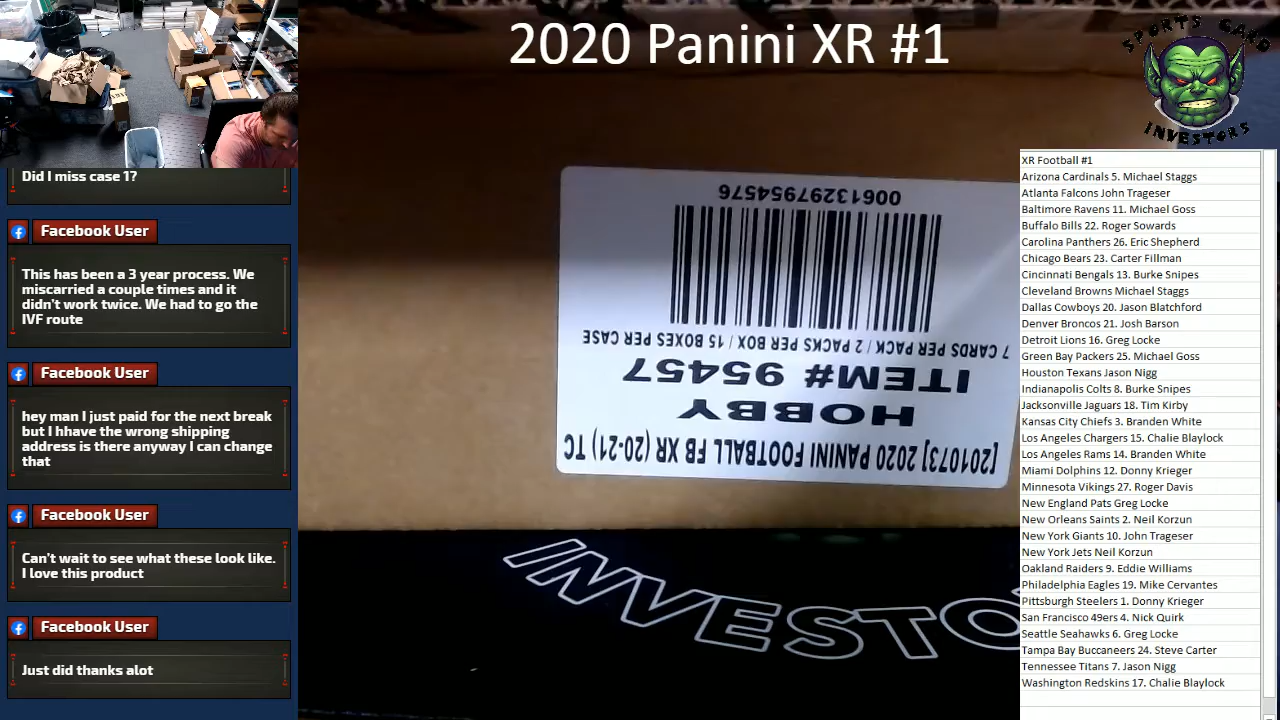 2020 Panini XR #1
SPORTS CARD
INVESTORS
Did I miss case 1?
Facebook User
This has been a 3 year process. We
miscarried a couple times and it
didn't work twice. We had to go the
IVF route
Facebook User
hey man I just paid for the next break
but I hhave the wrong shipping
address is there anyway I can change
that
Facebook User
Can't wait to see what these look like.
I love this product
Facebook User
Just did thanks alot
[201073] 2020 PANINI FOOTBALL FB XR (20-21) TC
HOBBY
ITEM# 95457
7 CARDS PER PACK / 2 PACKS PER BOX / 15 BOXES PER CASE
00613297954576
INVESTO
XR Football #1
Arizona Cardinals 5. Michael Staggs
Atlanta Falcons John Trageser
Baltimore Ravens 11. Michael Goss
Buffalo Bills 22. Roger Sowards
Carolina Panthers 26. Eric Shepherd
Chicago Bears 23. Carter Fillman
Cincinnati Bengals 13. Burke Snipes
Cleveland Browns Michael Staggs
Dallas Cowboys 20. Jason Blatchford
Denver Broncos 21. Josh Barson
Detroit Lions 16. Greg Locke
Green Bay Packers 25. Michael Goss
Houston Texans Jason Nigg
Indianapolis Colts 8. Burke Snipes
Jacksonville Jaguars 18. Tim Kirby
Kansas City Chiefs 3. Branden White
Los Angeles Chargers 15. Chalie Blaylock
Los Angeles Rams 14. Branden White
Miami Dolphins 12. Donny Krieger
Minnesota Vikings 27. Roger Davis
New England Pats Greg Locke
New Orleans Saints 2. Neil Korzun
New York Giants 10. John Trageser
New York Jets Neil Korzun
Oakland Raiders 9. Eddie Williams
Philadelphia Eagles 19. Mike Cervantes
Pittsburgh Steelers 1. Donny Krieger
San Francisco 49ers 4. Nick Quirk
Seattle Seahawks 6. Greg Locke
Tampa Bay Buccaneers 24. Steve Carter
Tennessee Titans 7. Jason Nigg
Washington Redskins 17. Chalie Blaylock